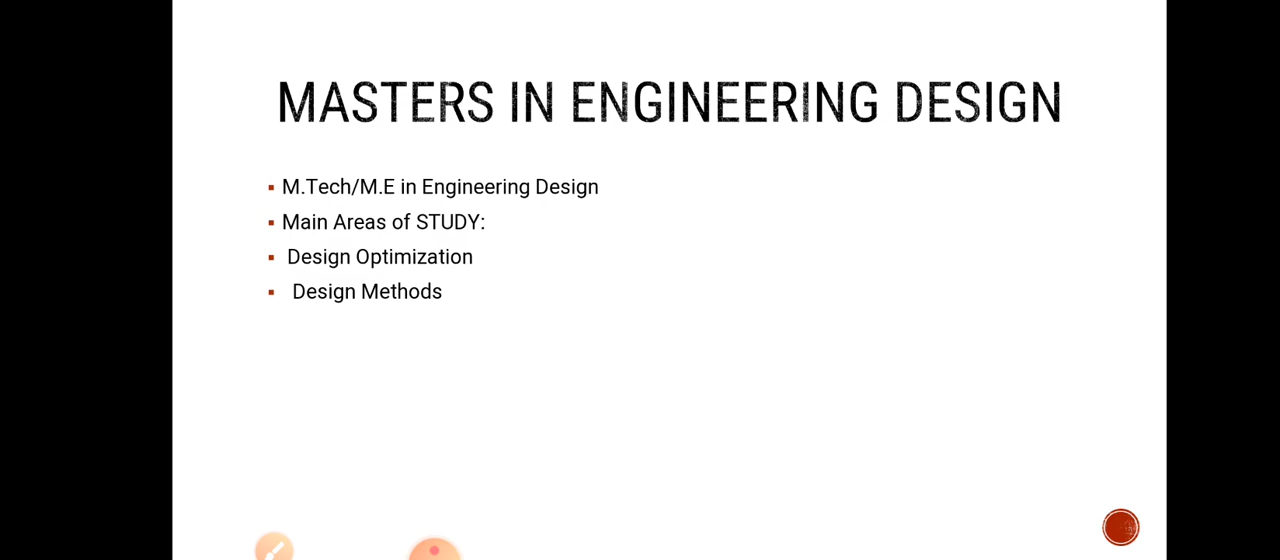 MASTERS IN ENGINEERING DESIGN
M.Tech/M.E in Engineering Design
Main Areas of STUDY:
Design Optimization
Design Methods